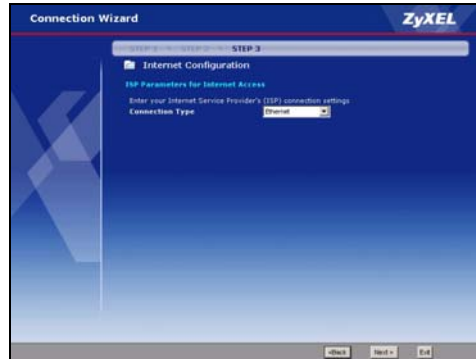 Connection Wizard
ZyXEL
STEP 1 STEP 2 STEP 3
Internet Configuration
ISP Parameters for Internet Access
Enter your Internet Service Provider's (ISP) connection settings
Connection Type Ethernet
<Back Next > Exit